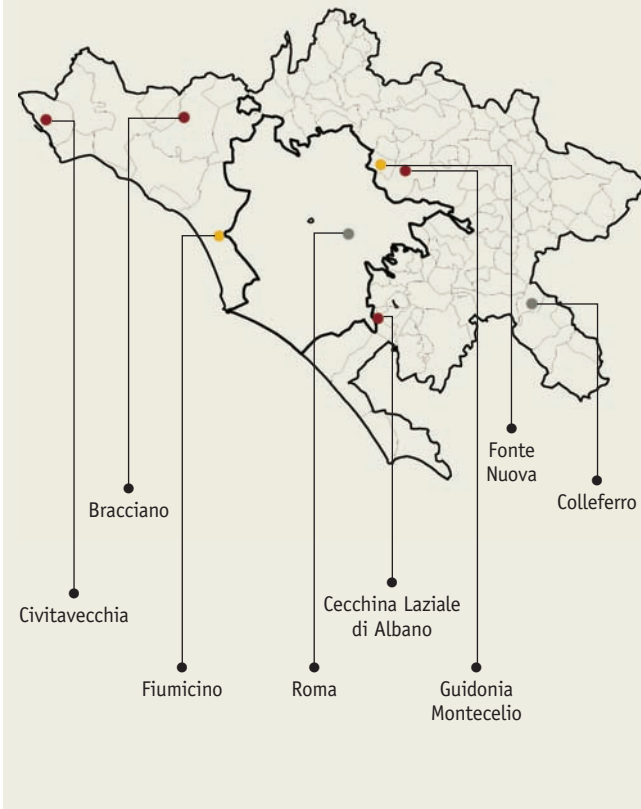 Fonte
Nuova
Colleferro
Bracciano
Civitavecchia
Cecchina Laziale
di Albano
Fiumicino
Roma
Guidonia
Montecelio